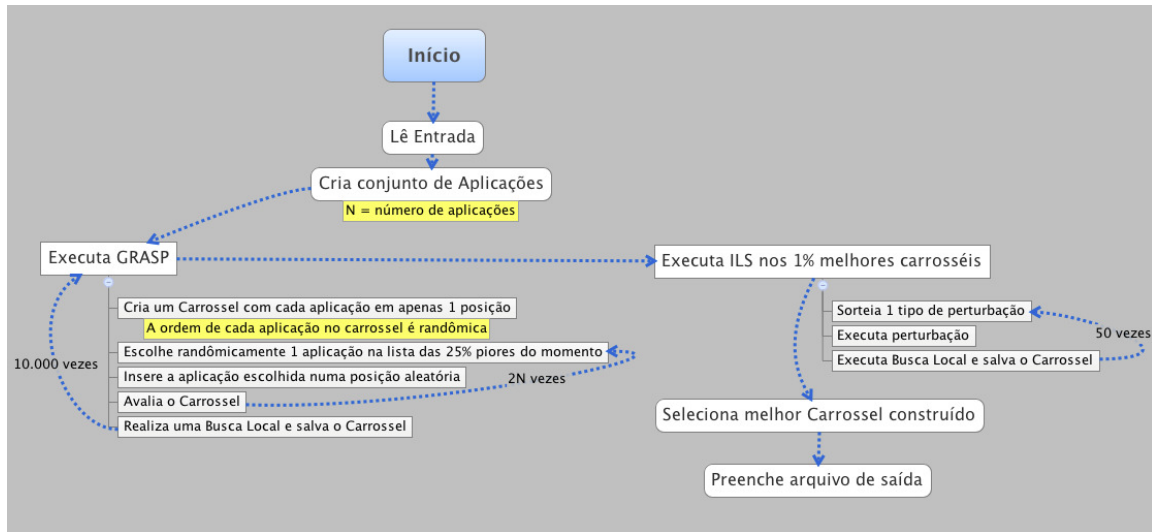 Início
Lê Entrada
Cria conjunto de Aplicações
N = número de aplicações
Executa GRASP
Cria um Carrossel com cada aplicação em apenas 1 posição
A ordem de cada aplicação no carrossel é randômica
Escolhe randômicamente 1 aplicação na lista das 25% piores do momento
Insere a aplicação escolhida numa posição aleatória
Avalia o Carrossel
Realiza uma Busca Local e salva o Carrossel
10.000 vezes
2N vezes
Executa ILS nos 1% melhores carrosséis
Sorteia 1 tipo de perturbação
Executa perturbação
Executa Busca Local e salva o Carrossel
50 vezes
Seleciona melhor Carrossel construído
Preenche arquivo de saída